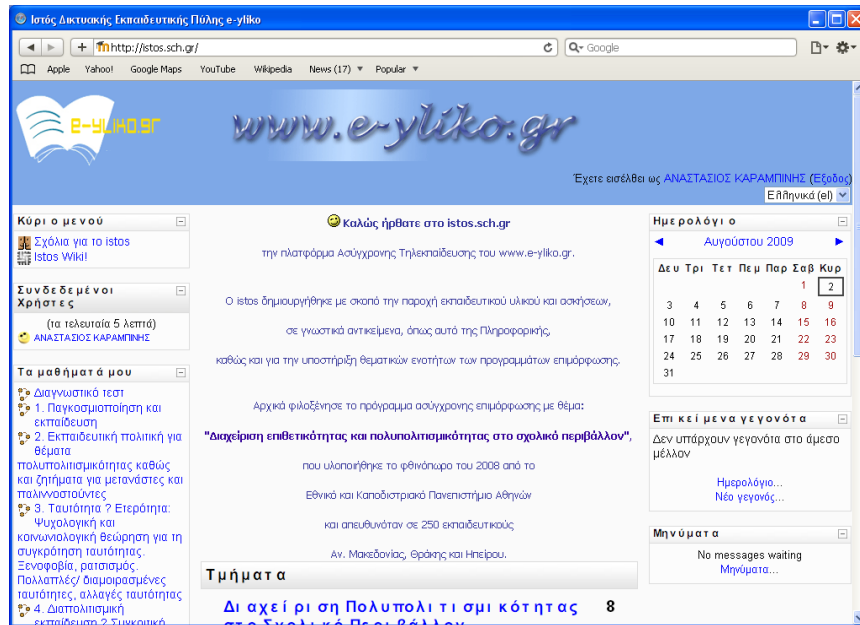 Ιστός Δικτυακής Εκπαιδευτικής Πύλης e-yliko
http://istos.sch.gr/
Google
Apple Yahoo! Google Maps YouTube Wikipedia News (17) Popular
e-yliko.gr
www.e-yliko.gr
Έχετε εισέλθει ως ΑΝΑΣΤΑΣΙΟΣ ΚΑΡΑΜΠΙΝΗΣ (Έξοδος)
Ελληνικά (el)
Κύριο μενού
Σχόλια για το istos
Istos Wiki!
Συνδεδεμένοι
Χρήστες
(τα τελευταία 5 λεπτά)
ΑΝΑΣΤΑΣΙΟΣ ΚΑΡΑΜΠΙΝΗΣ
Τα μαθήματά μου
Διαγνωστικό τεστ
1. Παγκοσμιοποίηση και
εκπαίδευση
2. Εκπαιδευτική πολιτική για
θέματα
πολυπολιτισμικότητας καθώς
και ζητήματα για μετανάστες και
παλιννοστούντες
3. Ταυτότητα ? Ετερότητα:
Ψυχολογική και
κοινωνιολογική θεώρηση για τη
συγκρότηση ταυτότητας.
Ξενοφοβία, ρατσισμός.
Πολλαπλές/ διαμοιρασμένες
ταυτότητες, αλλαγές ταυτότητας
4. Διαπολιτισμική
εκπαίδευση ? Συγκριτική
Καλώς ήρθατε στο istos.sch.gr
την πλατφόρμα Ασύγχρονης Τηλεκπαίδευσης του www.e-yliko.gr.
Ο istos δημιουργήθηκε με σκοπό την παροχή εκπαιδευτικού υλικού και ασκήσεων,
σε γνωστικά αντικείμενα, όπως αυτό της Πληροφορικής,
καθώς και για την υποστήριξη θεματικών ενοτήτων των προγραμμάτων επιμόρφωσης.
Αρχικά φιλοξένησε το πρόγραμμα ασύγχρονης επιμόρφωσης με θέμα:
"Διαχείριση επιθετικότητας και πολυπολιτισμικότητας στο σχολικό περιβάλλον",
που υλοποιήθηκε το φθινόπωρο του 2008 από το
Εθνικό και Καποδιστριακό Πανεπιστήμιο Αθηνών
και απευθυνόταν σε 250 εκπαιδευτικούς
Αν. Μακεδονίας, Θράκης και Ηπείρου.
Τμήματα
Διαχείριση Πολυπολιτισμικότητας 8
στο Σχολικό Περιβάλλον
Ημερολόγιο
Αυγούστου 2009
Δευ Τρι Τετ Πεμ Παρ Σαβ Κυρ
1 2
3 4 5 6 7 8 9
10 11 12 13 14 15 16
17 18 19 20 21 22 23
24 25 26 27 28 29 30
31
Επικείμενα γεγονότα
Δεν υπάρχουν γεγονότα στο άμεσο
μέλλον
Ημερολόγιο...
Νέο γεγονός...
Μηνύματα
No messages waiting
Μηνύματα...